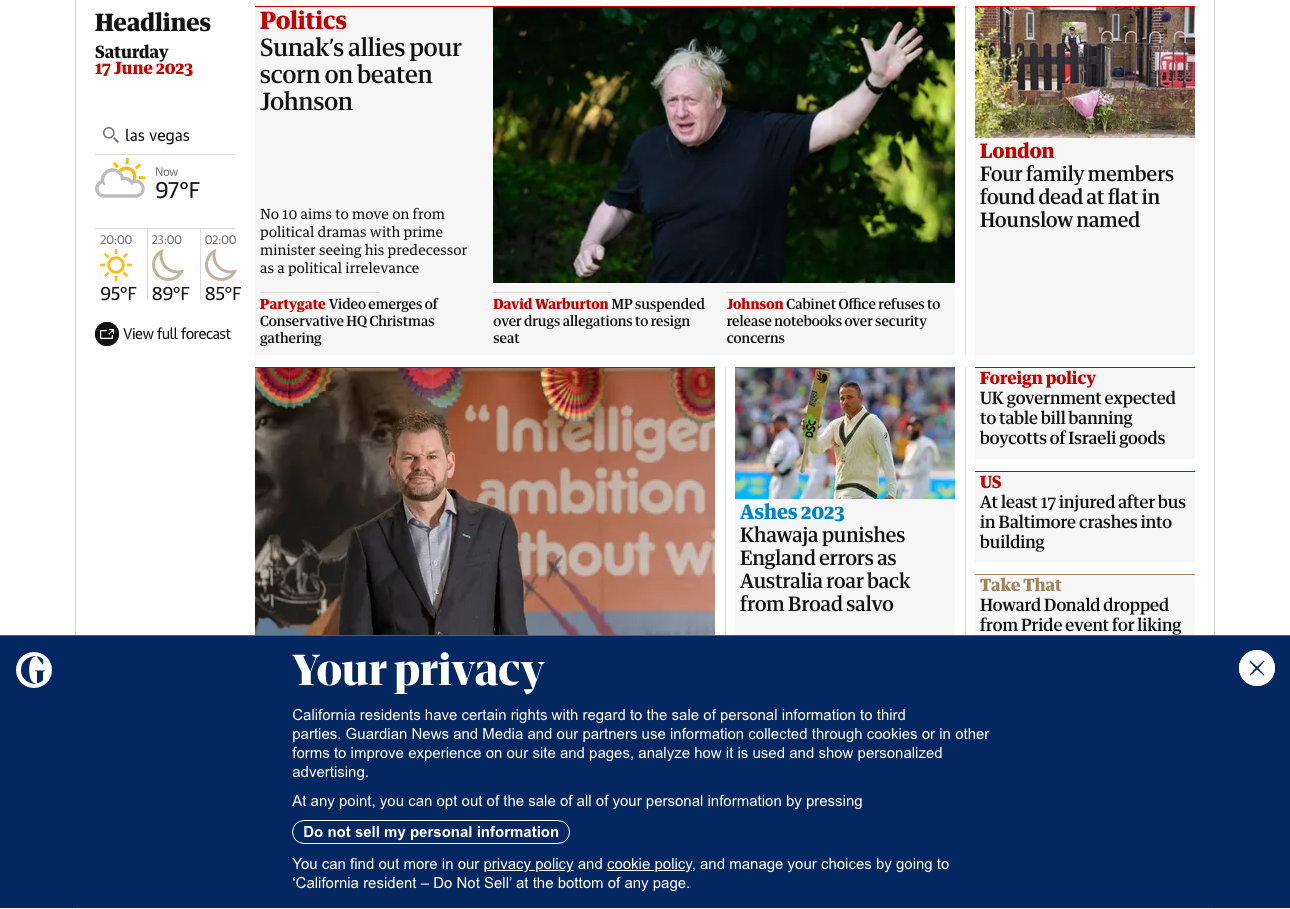 Headlines
Saturday
17 June 2023
las vegas
Now
97°F
20:00
95°F
23:00
89°F
02:00
85°F
View full forecast
Politics
Sunak's allies pour
scorn on beaten
Johnson
No 10 aims to move on from
political dramas with prime
minister seeing his predecessor
as a political irrelevance
Partygate Video emerges of
Conservative HQ Christmas
gathering
David Warburton MP suspended
over drugs allegations to resign
seat
Johnson Cabinet Office refuses to
release notebooks over security
concerns
London
Four family members
found dead at flat in
Hounslow named
“Intelligen
ambition
thout wi
DSC
Ashes 2023
Khawaja punishes
England errors as
Australia roar back
from Broad salvo
Foreign policy
UK government expected
to table bill banning
boycotts of Israeli goods
US
At least 17 injured after bus
in Baltimore crashes into
building
Take That
Howard Donald dropped
from Pride event for liking
G
Your privacy
California residents have certain rights with regard to the sale of personal information to third
parties. Guardian News and Media and our partners use information collected through cookies or in other
forms to improve experience on our site and pages, analyze how it is used and show personalized
advertising.
At any point, you can opt out of the sale of all of your personal information by pressing
Do not sell my personal information
You can find out more in our privacy policy and cookie policy, and manage your choices by going to
‘California resident – Do Not Sell’ at the bottom of any page.